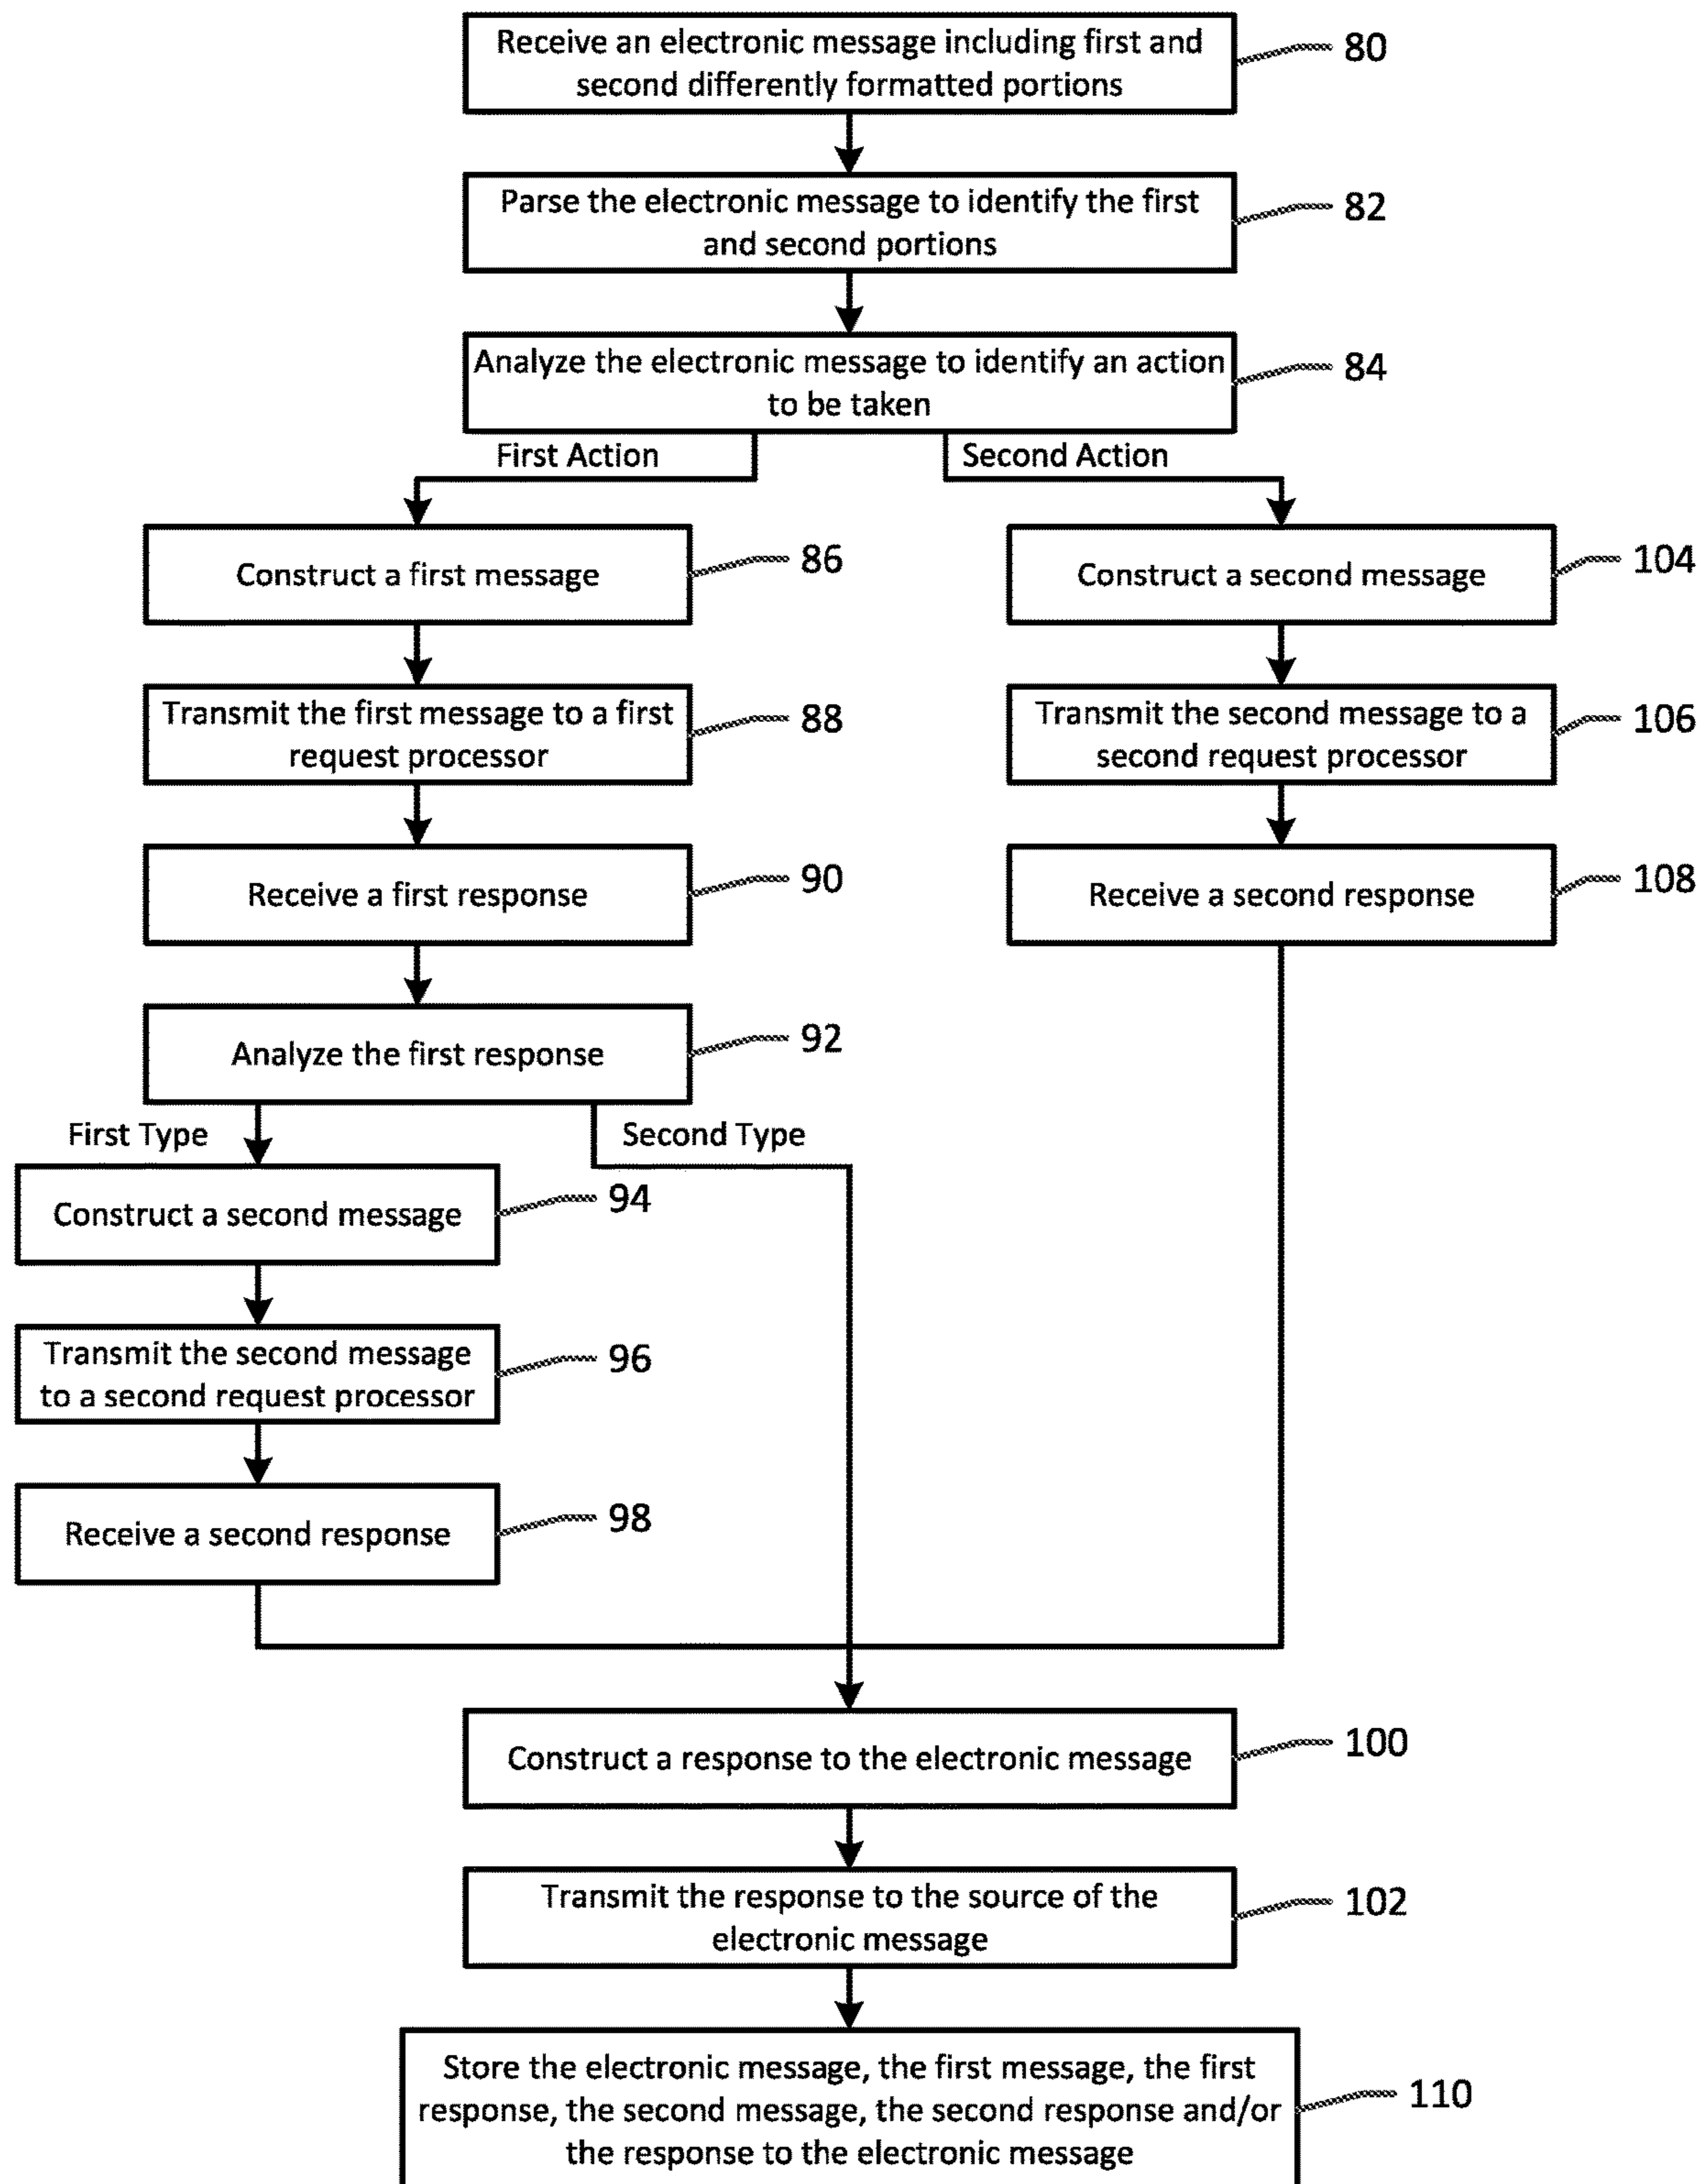 Receive an electronic message including first and
second differently formatted portions
80
Parse the electronic message to identify the first
and second portions
82
Analyze the electronic message to identify an action
to be taken
84
First Action
Second Action
Construct a first message
86
Construct a second message
104
Transmit the first message to a first
request processor
88
Transmit the second message to a
second request processor
106
Receive a first response
90
Receive a second response
108
Analyze the first response
92
First Type
Second Type
Construct a second message
94
Transmit the second message
to a second request processor
96
Receive a second response
98
Construct a response to the electronic message
100
Transmit the response to the source of the
electronic message
102
Store the electronic message, the first message, the first
response, the second message, the second response and/or
the response to the electronic message
110